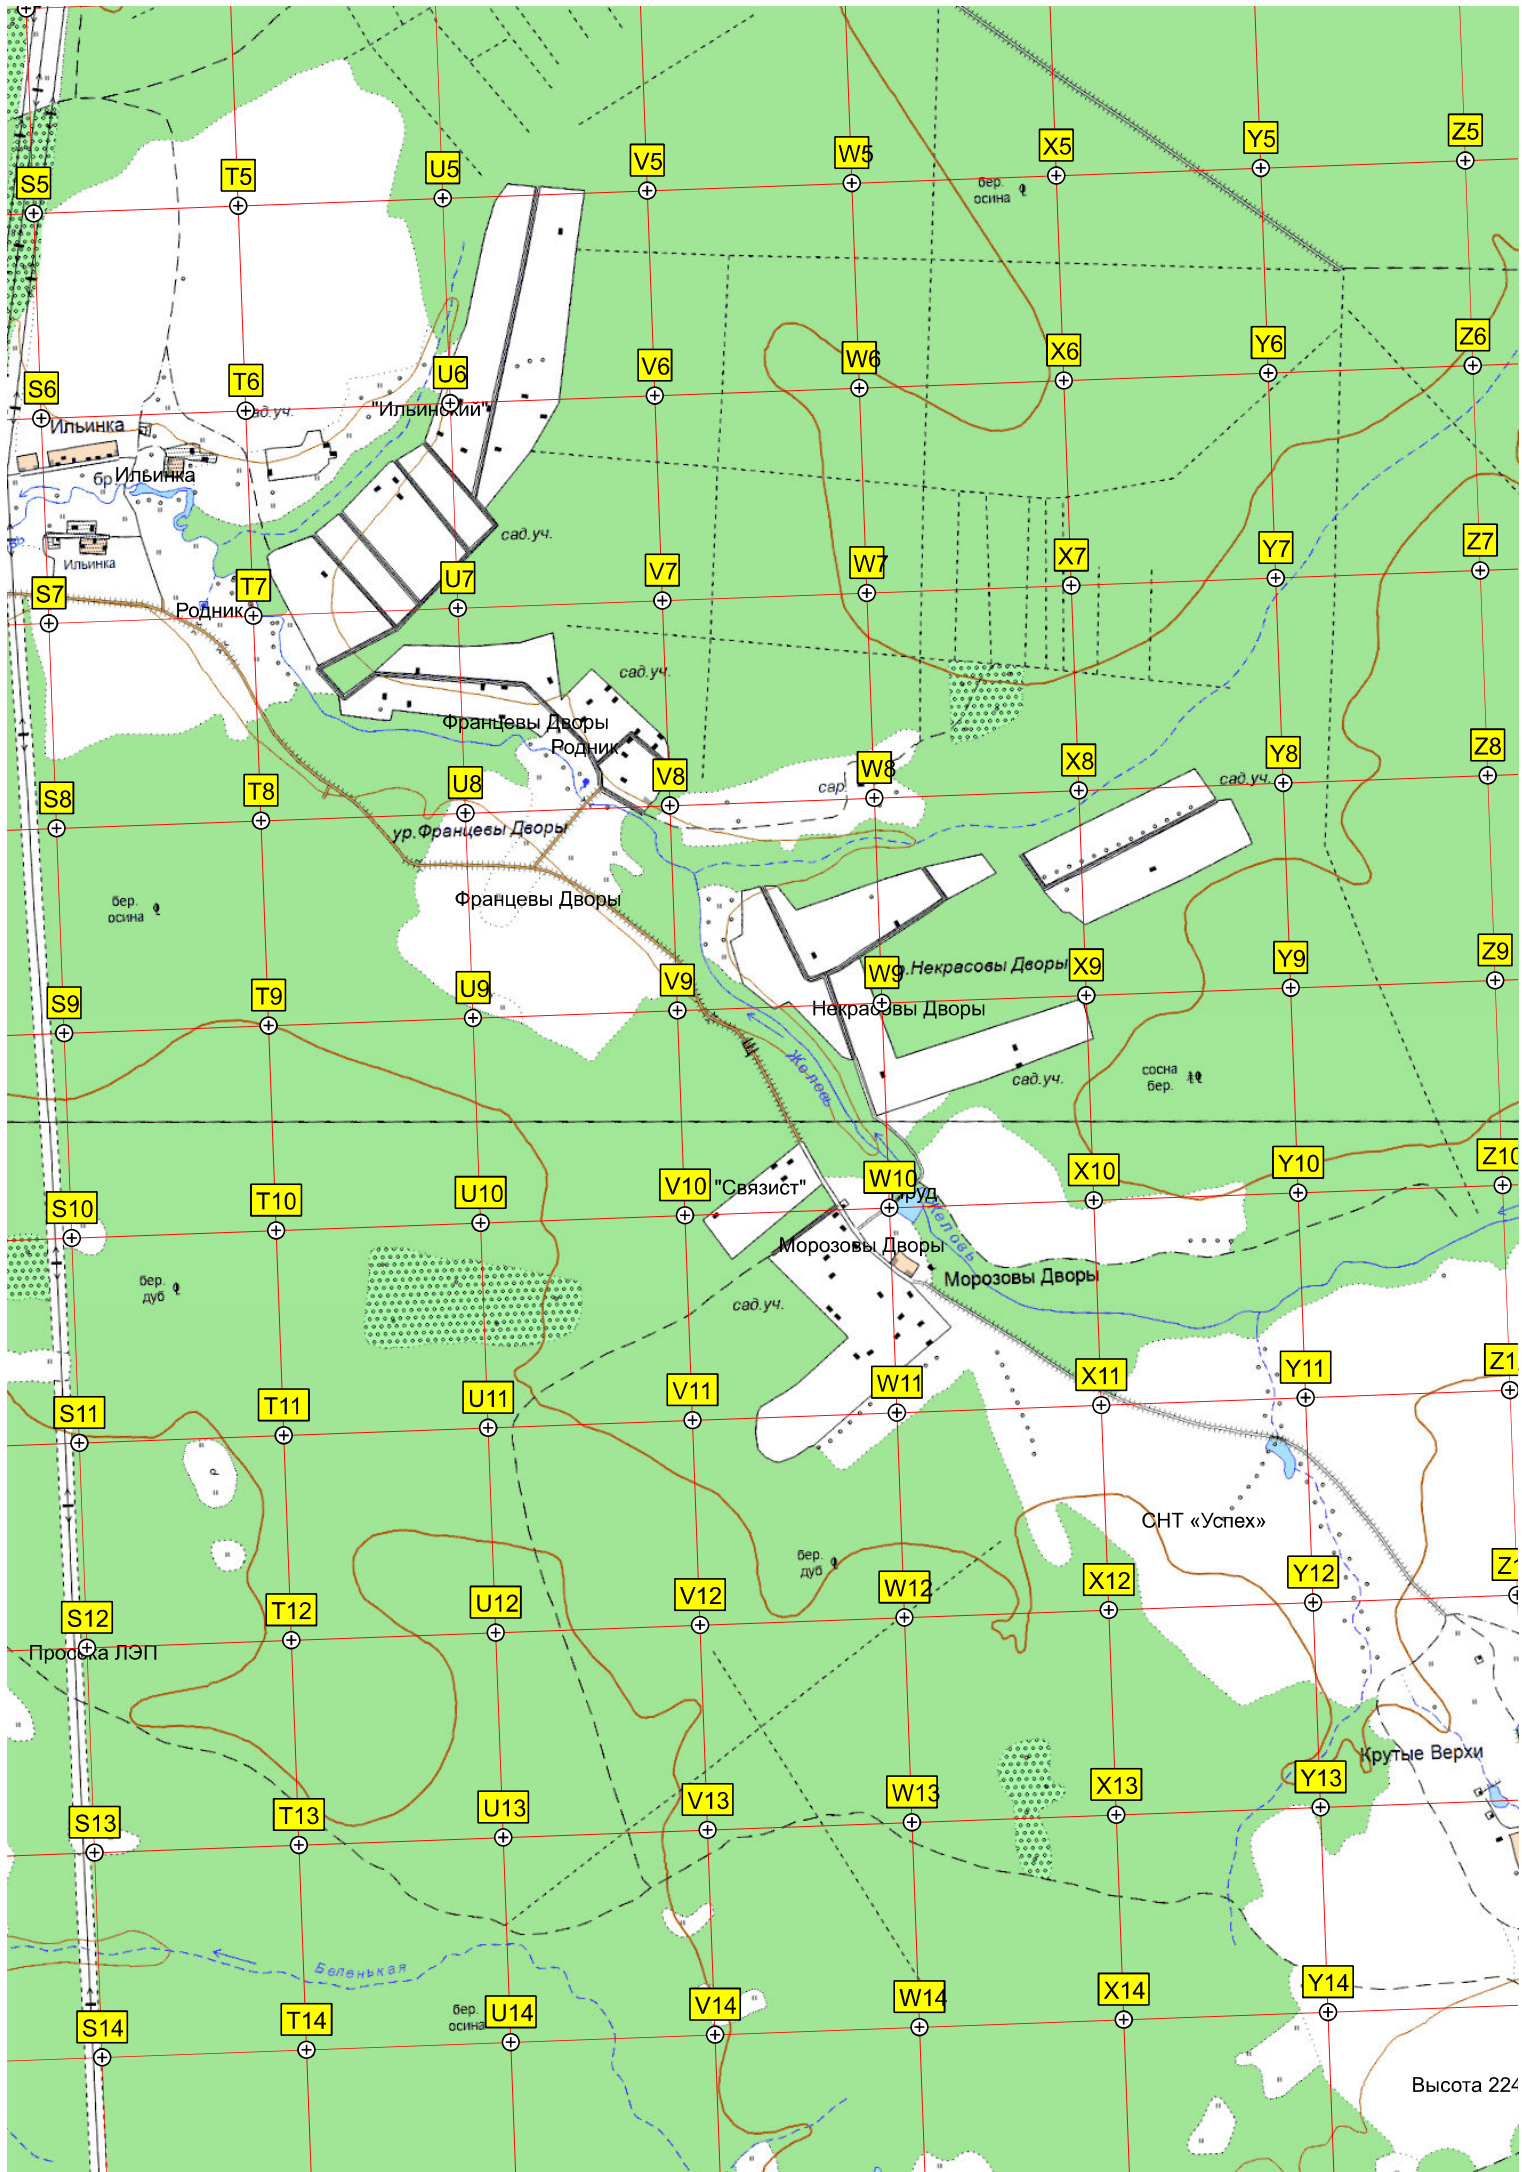 S5
T5
U5
V5
W5
X5
Y5
Z5
бер.
осина
S6
T6
U6
V6
W6
X6
Y6
Z6
"Ильинский"
Ильинка
Ильинка
Ильинка
сад.уч.
S7
T7
U7
V7
W7
X7
Y7
Z7
Родник
сад.уч.
Францевы Дворы
Родник
S8
T8
U8
V8
W8
X8
Y8
Z8
сар.
сад.уч.
ур.Францевы Дворы
Францевы Дворы
бер.
осина
S9
T9
U9
V9
W9
X9
Y9
Z9
Некрасовы Дворы
Некрасовы Дворы
Щ
Желовь
сад.уч.
сосна
бер.
S10
T10
U10
V10
W10
X10
Y10
Z10
"Связист"
Пруд
Желовь
Морозовы Дворы
Морозовы Дворы
бер.
дуб
сад.уч.
S11
T11
U11
V11
W11
X11
Y11
СНТ «Успех»
бер.
дуб
S12
T12
U12
V12
W12
X12
Y12
Просека ЛЭП
Крутые Верхи
S13
T13
U13
V13
W13
X13
Y13
Беленькая
бер.
осина
S14
T14
U14
V14
W14
X14
Y14
Высота 224